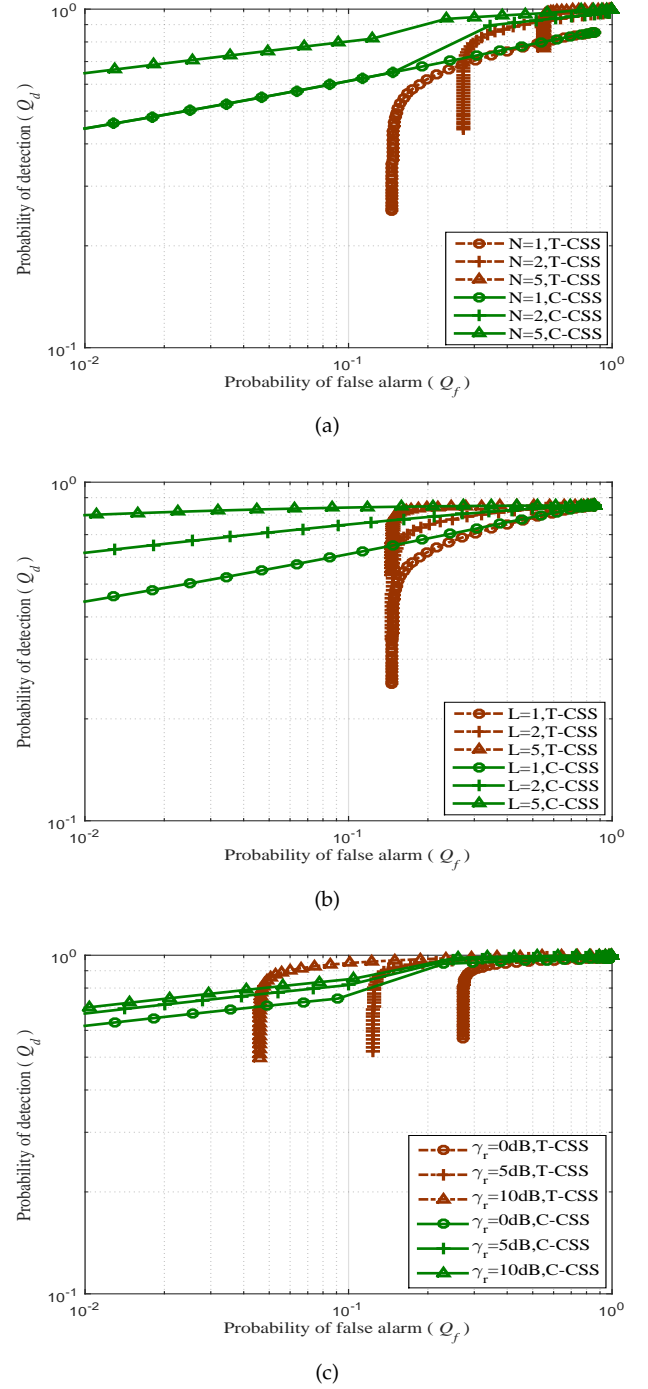 10^0
Probability of detection ( Q_d )
N=1,T-CSS
N=2,T-CSS
N=5,T-CSS
N=1,C-CSS
N=2,C-CSS
N=5,C-CSS
10^-1
10^-2
10^-1
10^0
Probability of false alarm ( Q_f )
(a)
10^0
Probability of detection ( Q_d )
L=1,T-CSS
L=2,T-CSS
L=5,T-CSS
L=1,C-CSS
L=2,C-CSS
L=5,C-CSS
10^-1
10^-2
10^-1
10^0
Probability of false alarm ( Q_f )
(b)
10^0
Probability of detection ( Q_d )
γ_r=0dB,T-CSS
γ_r=5dB,T-CSS
γ_r=10dB,T-CSS
γ_r=0dB,C-CSS
γ_r=5dB,C-CSS
γ_r=10dB,C-CSS
10^-1
10^-2
10^-1
10^0
Probability of false alarm ( Q_f )
(c)